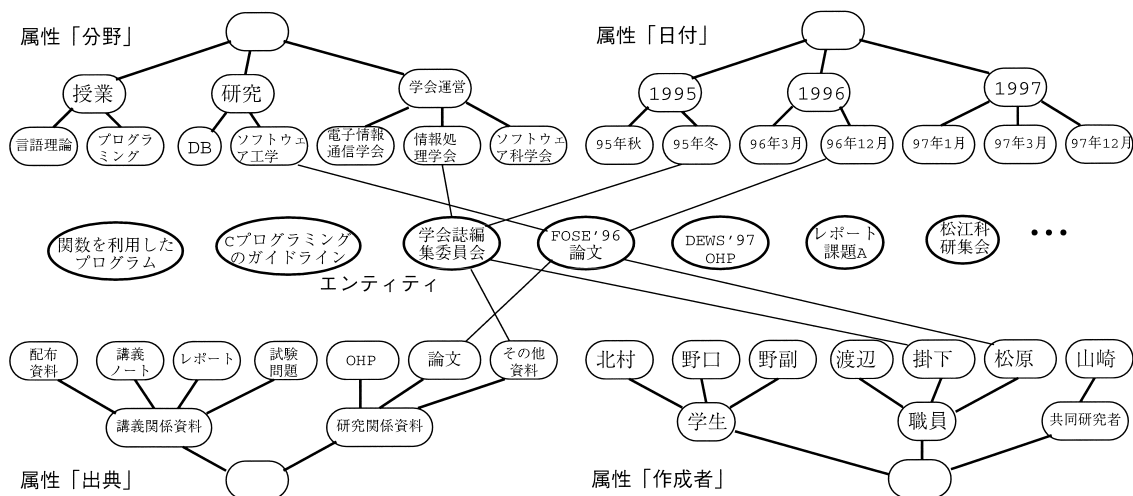 属性「分野」
属性「日付」
授業
研究
学会運営
1995
1996
1997
言語理論
プログラ
ミング
DB
ソフトウェ
ア工学
電子情報
通信学会
情報処
理学会
ソフトウェ
ア科学会
95年秋
95年冬
96年3月
96年12月
97年1月
97年3月
97年12月
関数を利用した
プログラム
Cプログラミング
のガイドライン
学会誌編
集委員会
FOSE'96
論文
DEWS'97
OHP
レポート
課題A
松江科
研集会
•••
エンティティ
配布
資料
講義
ノート
レポート
試験
問題
OHP
論文
その他
資料
北村
野口
野副
渡辺
掛下
松原
山崎
講義関係資料
研究関係資料
学生
職員
共同研究者
属性「出典」
属性「作成者」